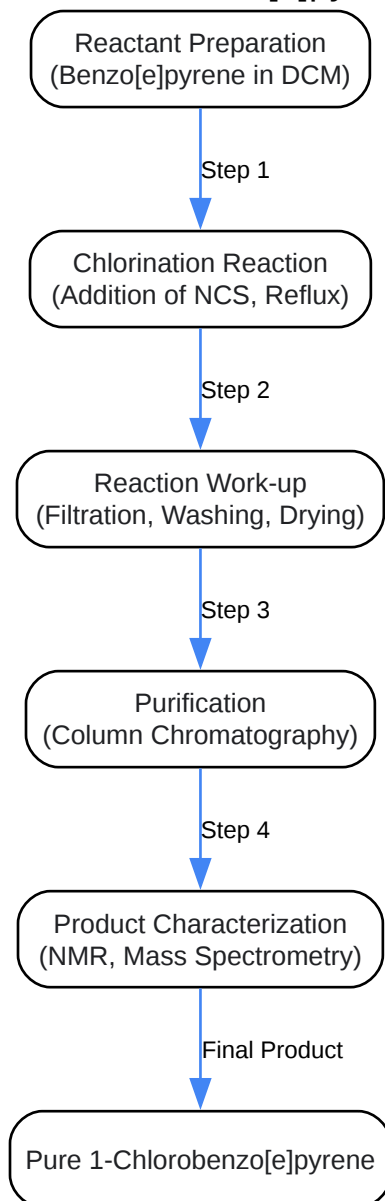 Reactant Preparation
(Benzo[e]pyrene in DCM)
Step 1
Chlorination Reaction
(Addition of NCS, Reflux)
Step 2
Reaction Work-up
(Filtration, Washing, Drying)
Step 3
Purification
(Column Chromatography)
Step 4
Product Characterization
(NMR, Mass Spectrometry)
Final Product
Pure 1-Chlorobenzo[e]pyrene